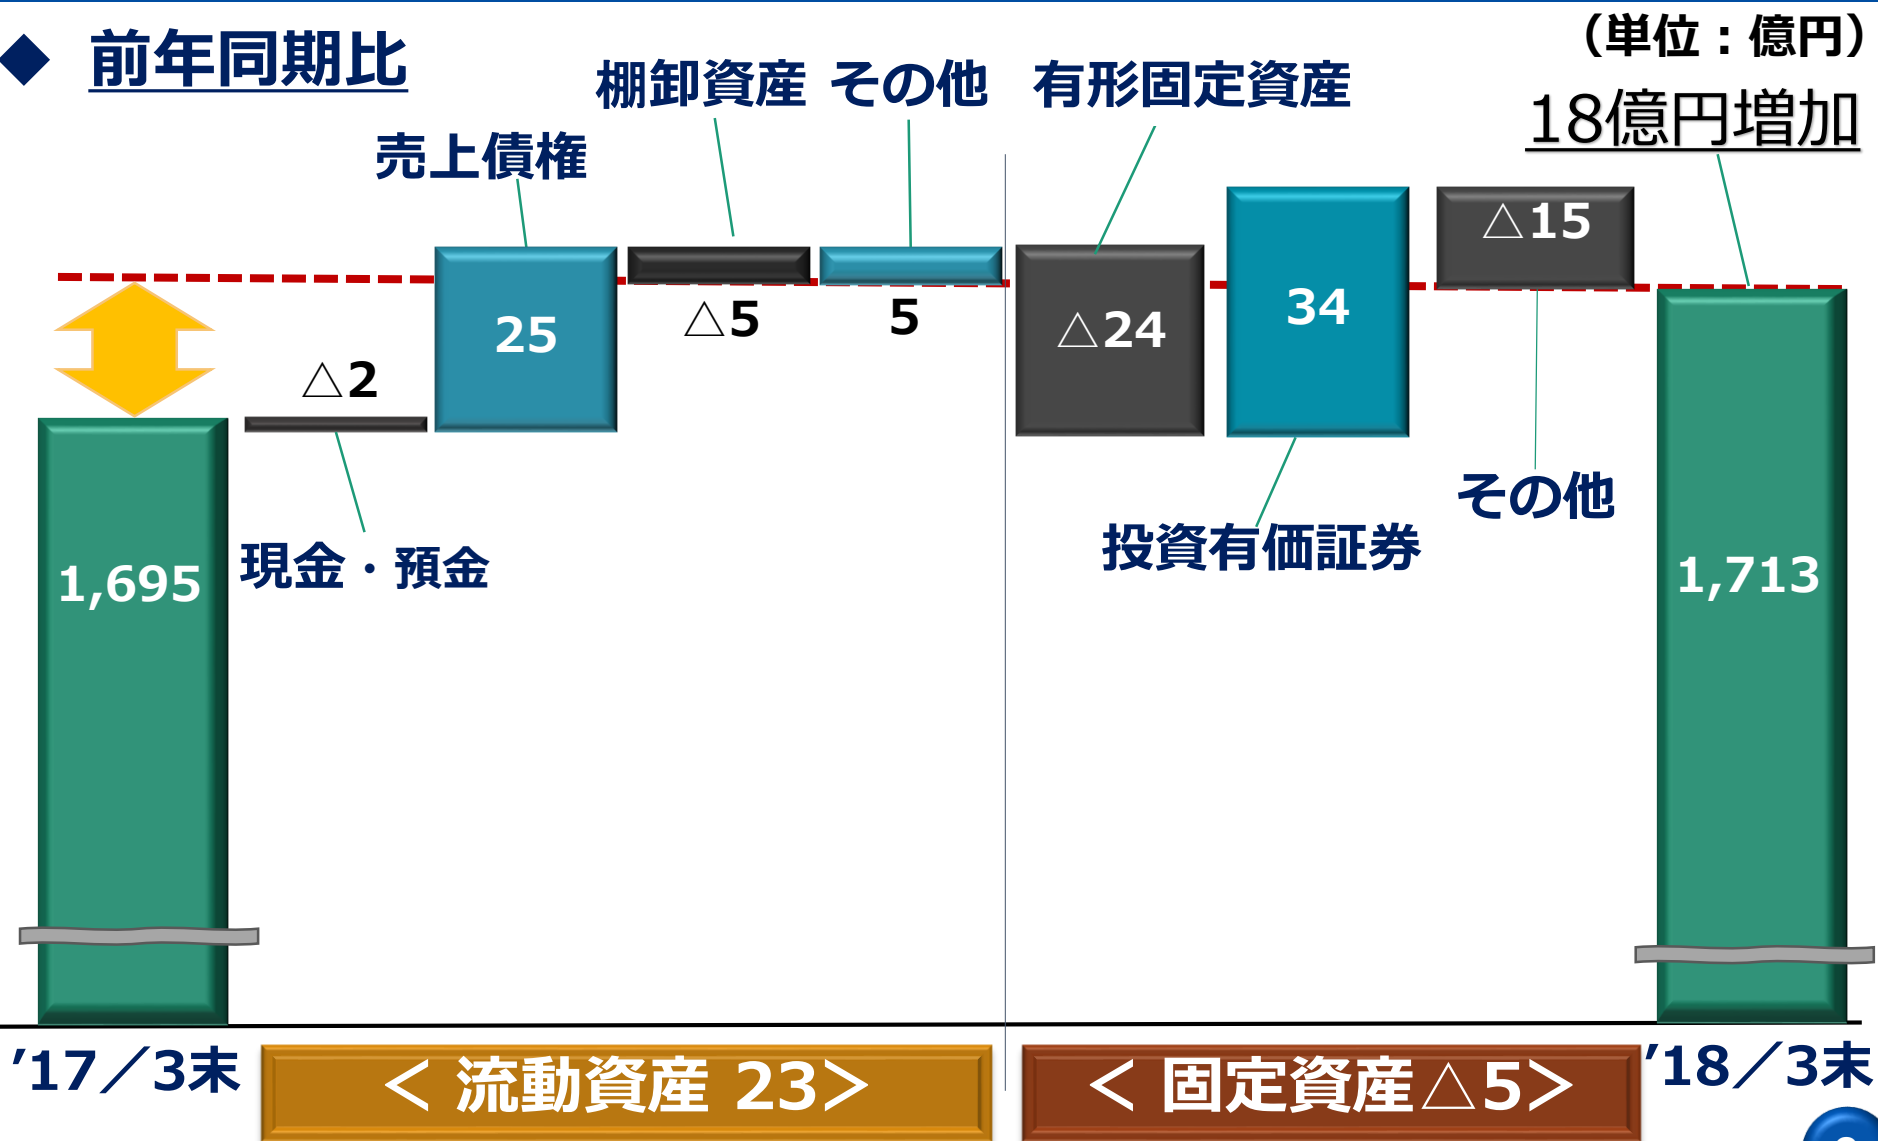 ◆ 前年同期比
（単位：億円）
18億円増加
棚卸資産 その他 有形固定資産
売上債権
△15
34
25
△5
5
△24
△2
その他
投資有価証券
現金・預金
1,695
1,713
’17／3末
＜ 流動資産 23＞
＜ 固定資産△5＞
’18／3末